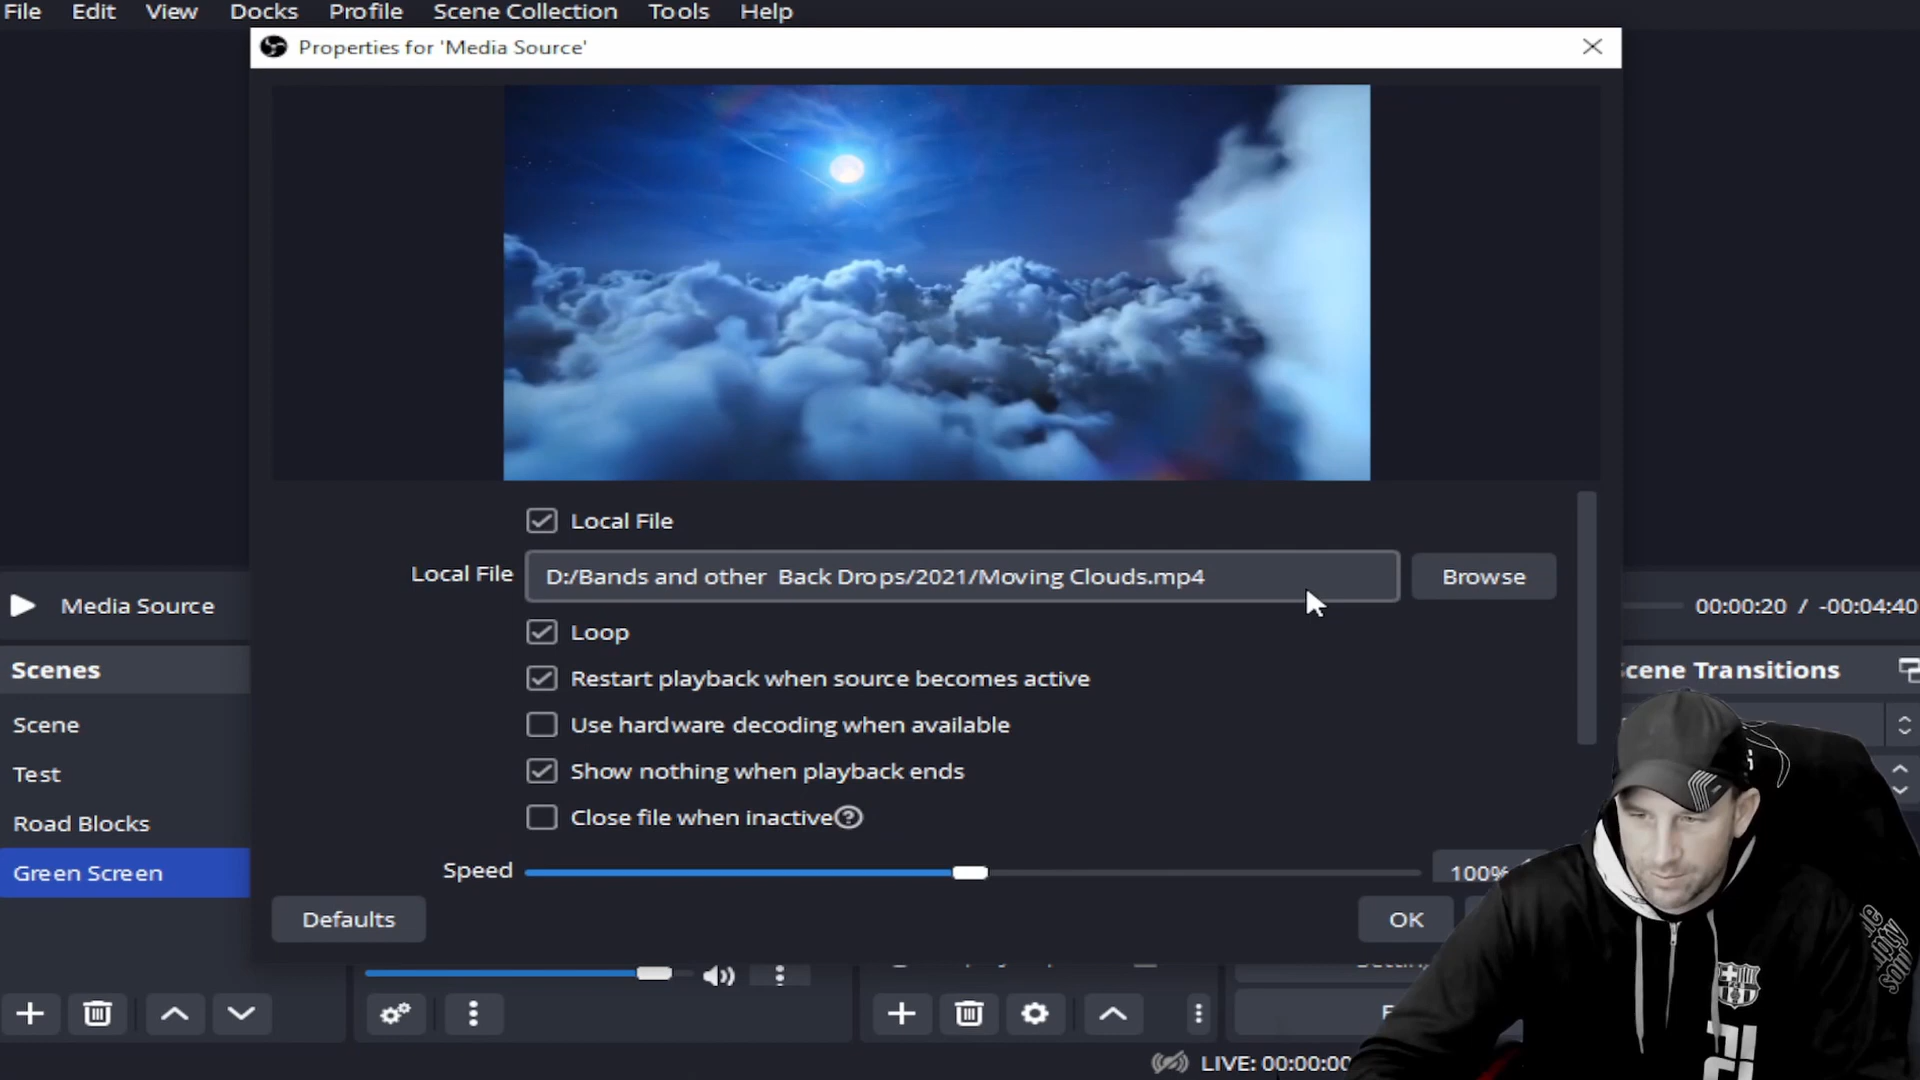 File Edit View Docks Profile Scene Collection Tools Help
Properties for 'Media Source'
Local File
Local File D:/Bands and other  Back Drops/2021/Moving Clouds.mp4 Browse
Loop
Restart playback when source becomes active
Use hardware decoding when available
Show nothing when playback ends
Close file when inactive
Speed 100%
Defaults OK
Media Source 00:00:20 / -00:04:40
Scenes
Scene
Test
Road Blocks
Green Screen
Scene Transitions
LIVE: 00:00:00